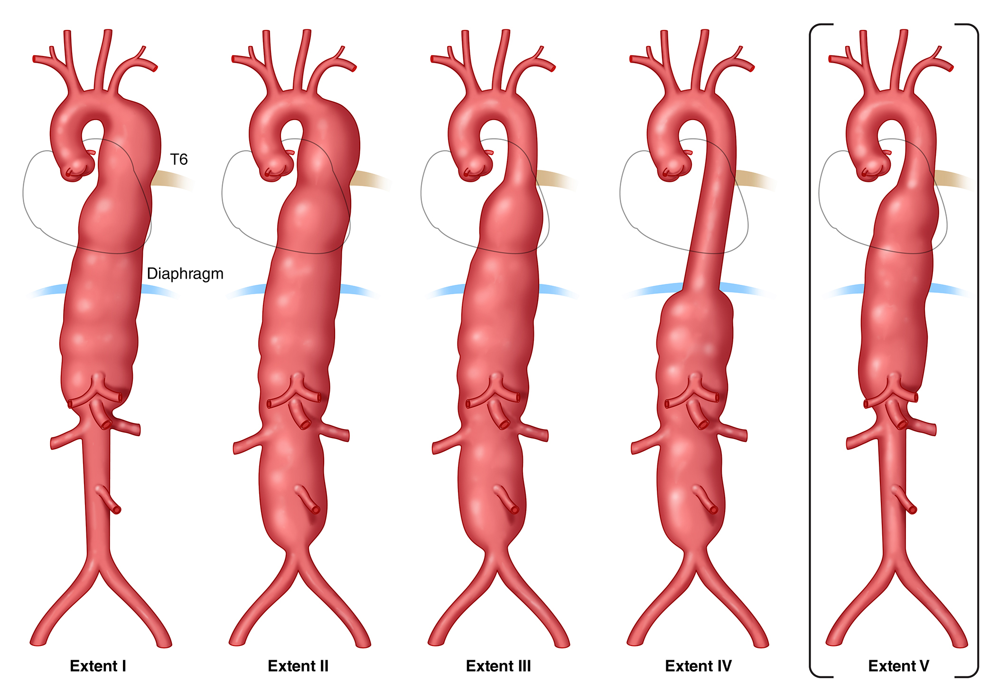 T6
Diaphragm
Extent I
Extent II
Extent III
Extent IV
Extent V